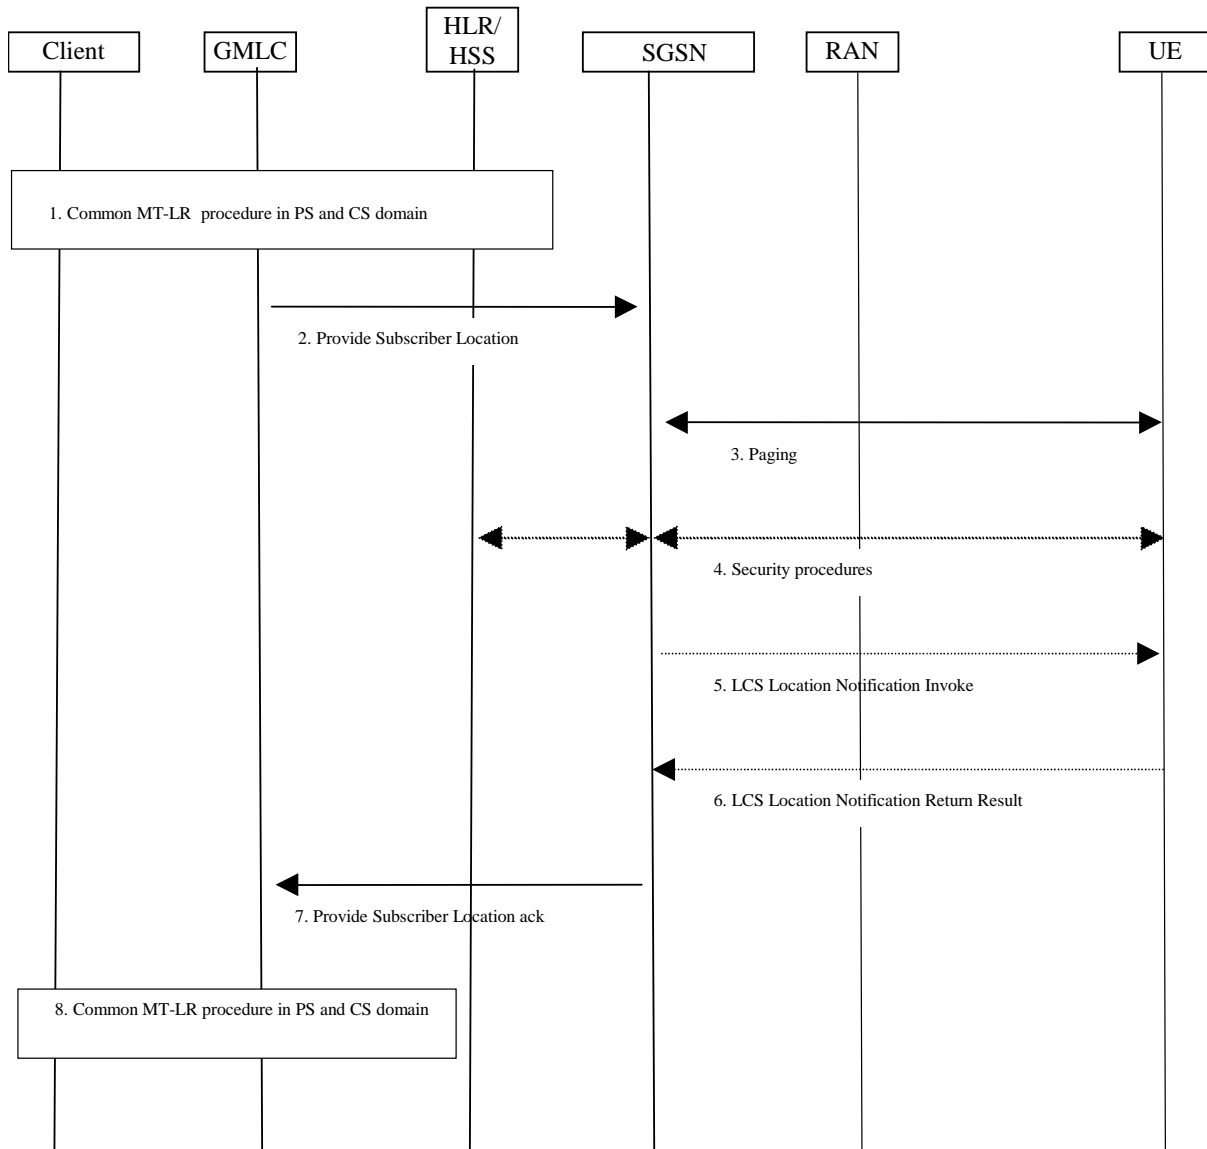 Client
GMLC
HLR/
HSS
SGSN
RAN
UE
1. Common MT-LR procedure in PS and CS domain
2. Provide Subscriber Location
3. Paging
4. Security procedures
5. LCS Location Notification Invoke
6. LCS Location Notification Return Result
7. Provide Subscriber Location ack
8. Common MT-LR procedure in PS and CS domain